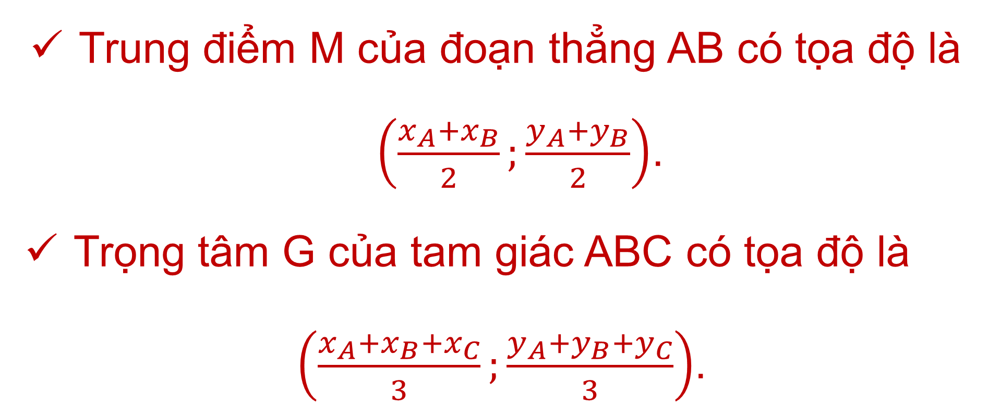 ✓ Trung điểm M của đoạn thẳng AB có tọa độ là
$\left(\frac{x_A+x_B}{2};\frac{y_A+y_B}{2}\right).$
✓ Trọng tâm G của tam giác ABC có tọa độ là
$\left(\frac{x_A+x_B+x_C}{3};\frac{y_A+y_B+y_C}{3}\right).$